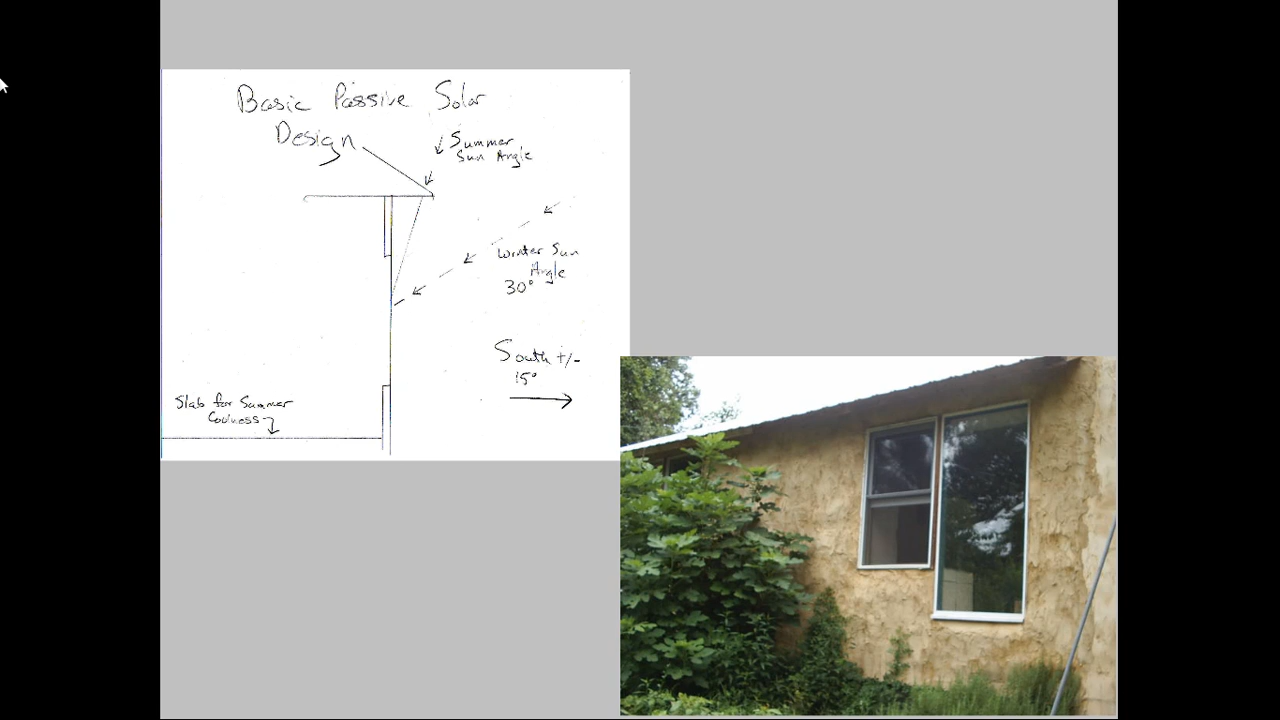 Basic Passive Solar
Design
Summer
Sun Angle
Winter Sun
Angle
30°
South +/-
15°
Slab for Summer
Coolness